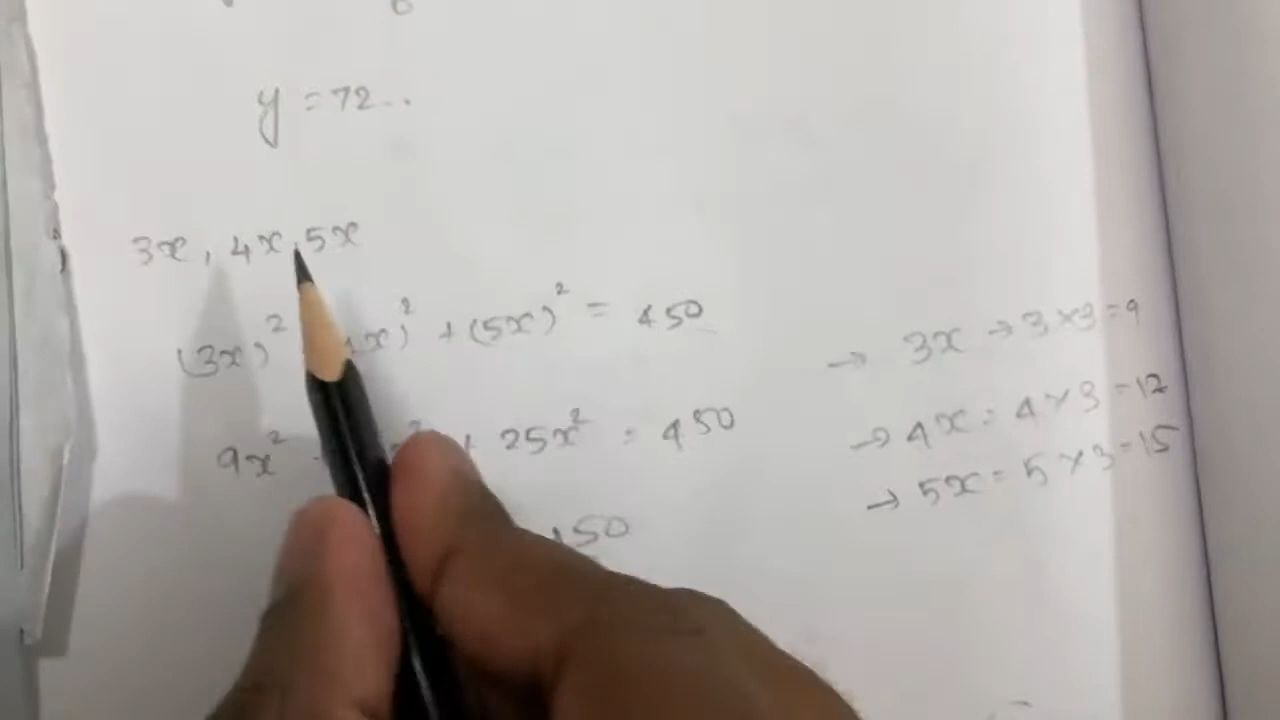 y = 72..
3x, 4x, 5x
(3x)² x)² + (5x)² = 450
9x² + 25x² = 450
450
→ 3x → 3×3=9
→ 4x = 4×3=12
→ 5x = 5×3=15